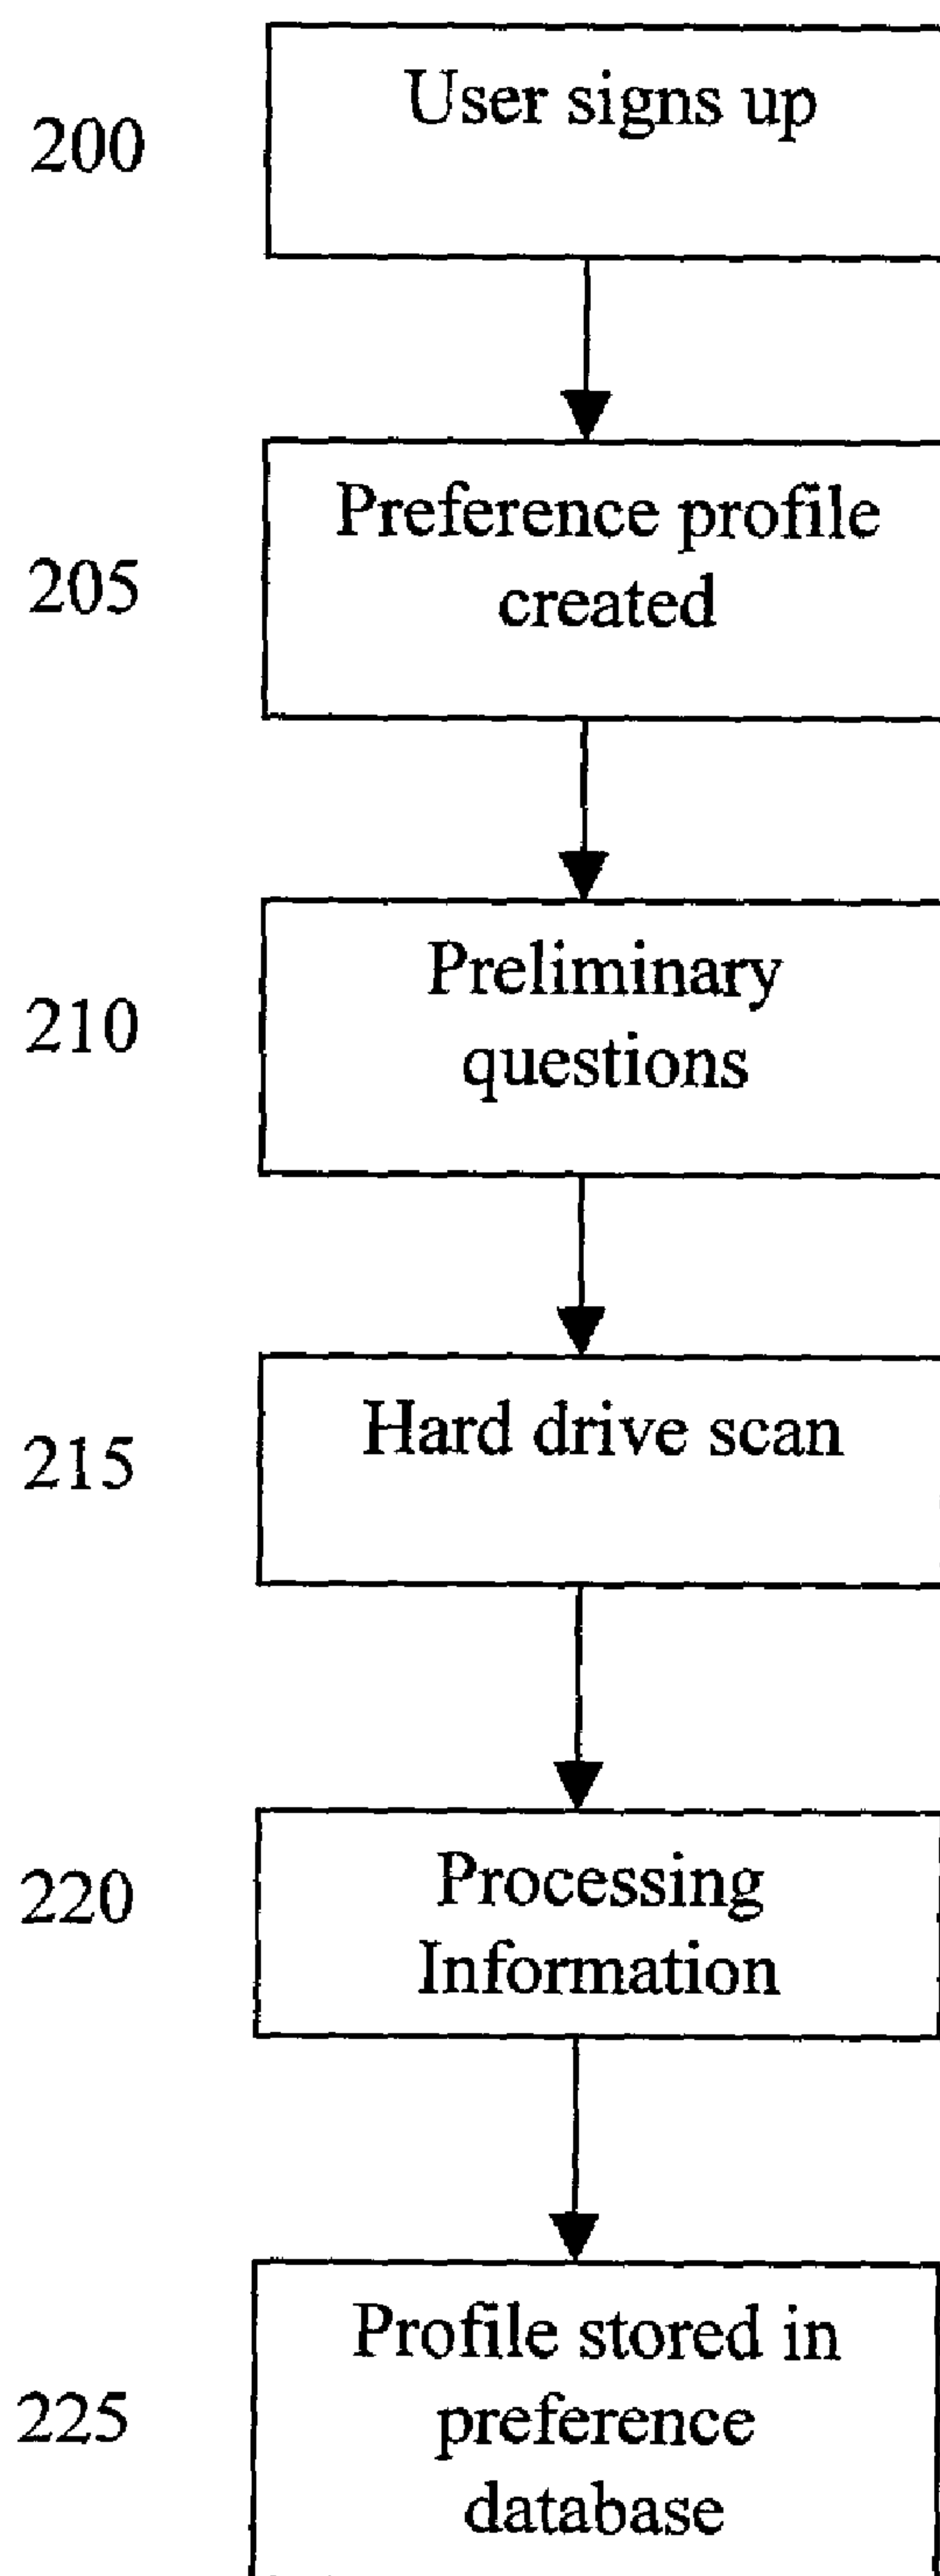 User signs up
200
Preference profile
created
205
Preliminary
questions
210
Hard drive scan
215
Processing
Information
220
Profile stored in
preference
database
225